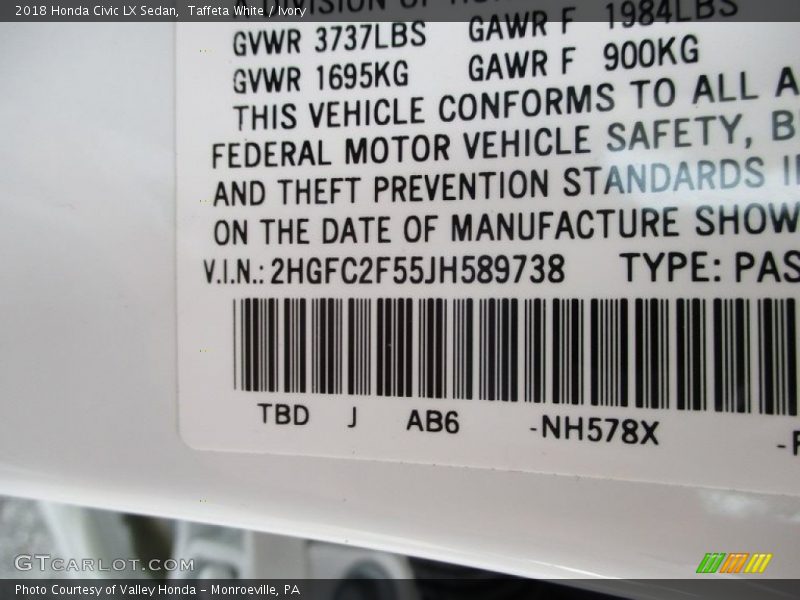 2018 Honda Civic LX Sedan, Taffeta White / Ivory
GVWR 3737LBS GAWR F 1984LBS
GVWR 1695KG GAWR F 900KG
THIS VEHICLE CONFORMS TO ALL A
FEDERAL MOTOR VEHICLE SAFETY, B
AND THEFT PREVENTION STANDARDS I
ON THE DATE OF MANUFACTURE SHOW
V.I.N.: 2HGFC2F55JH589738 TYPE: PAS
TBD J AB6 -NH578X
GTcarlot.com
Photo Courtesy of Valley Honda – Monroeville, PA